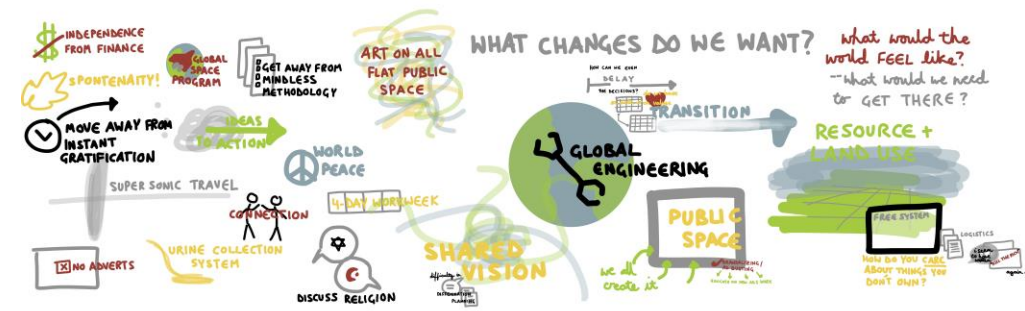 INDEPENDENCE
FROM FINANCE
SPONTENAITY!
GLOBAL
SPACE
PROGRAM
GET AWAY FROM
MINDLESS
METHODOLOGY
MOVE AWAY FROM
INSTANT
GRATIFICATION
IDEAS
TO ACTION
ART ON ALL
FLAT PUBLIC
SPACE
WORLD
PEACE
SUPER SONIC TRAVEL
CONNECTION
4-DAY WORKWEEK
NO ADVERTS
URINE COLLECTION
SYSTEM
DISCUSS RELIGION
SHARED
VISION
difficulty in
WHAT CHANGES DO WE WANT?
HOW CAN WE EVEN
DELAY
THE DECISIONS?
TRANSITION
GLOBAL
ENGINEERING
PUBLIC
SPACE
we all
create it
what would the
world FEEL like?
--what would we need
to GET THERE?
RESOURCE +
LAND USE
FREE SYSTEM
LOGISTICS
HOW DO YOU CARE
ABOUT THINGS YOU
DON'T OWN?
again.